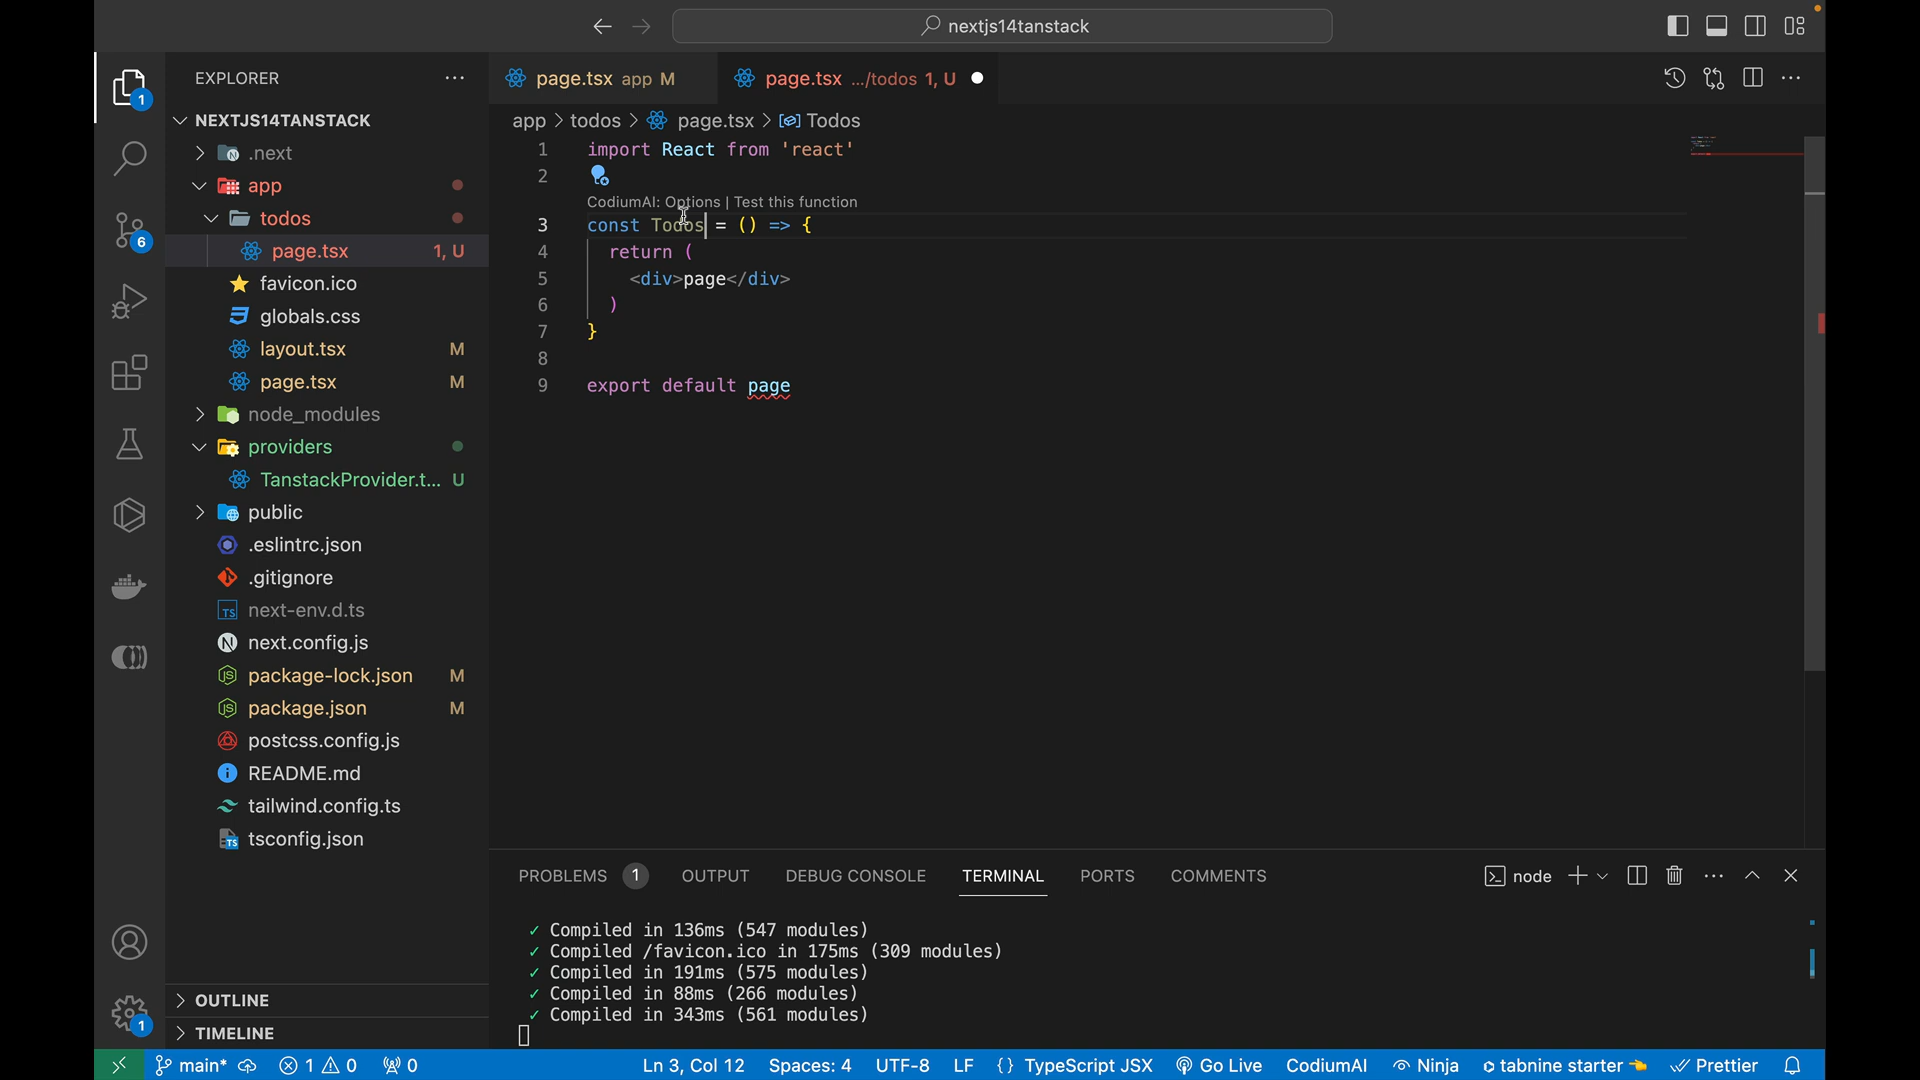 nextjs14tanstack
EXPLORER
NEXTJS14TANSTACK
.next
app
todos
page.tsx 1, U
favicon.ico
globals.css
layout.tsx M
page.tsx M
node_modules
providers
TanstackProvider.t... U
public
.eslintrc.json
.gitignore
next-env.d.ts
next.config.js
package-lock.json M
package.json M
postcss.config.js
README.md
tailwind.config.ts
tsconfig.json
OUTLINE
TIMELINE
1
6
1
page.tsx app M
page.tsx .../todos 1, U
app > todos > page.tsx > Todos
1 import React from 'react'
2
CodiumAI: Options | Test this function
3 const Todos = () => {
4 return (
5 <div>page</div>
6 )
7 }
8
9 export default page
PROBLEMS 1 OUTPUT DEBUG CONSOLE TERMINAL PORTS COMMENTS
node
✓ Compiled in 136ms (547 modules)
✓ Compiled /favicon.ico in 175ms (309 modules)
✓ Compiled in 191ms (575 modules)
✓ Compiled in 88ms (266 modules)
✓ Compiled in 343ms (561 modules)
main* 1 0 0 Ln 3, Col 12 Spaces: 4 UTF-8 LF {} TypeScript JSX Go Live CodiumAI Ninja tabnine starter Prettier